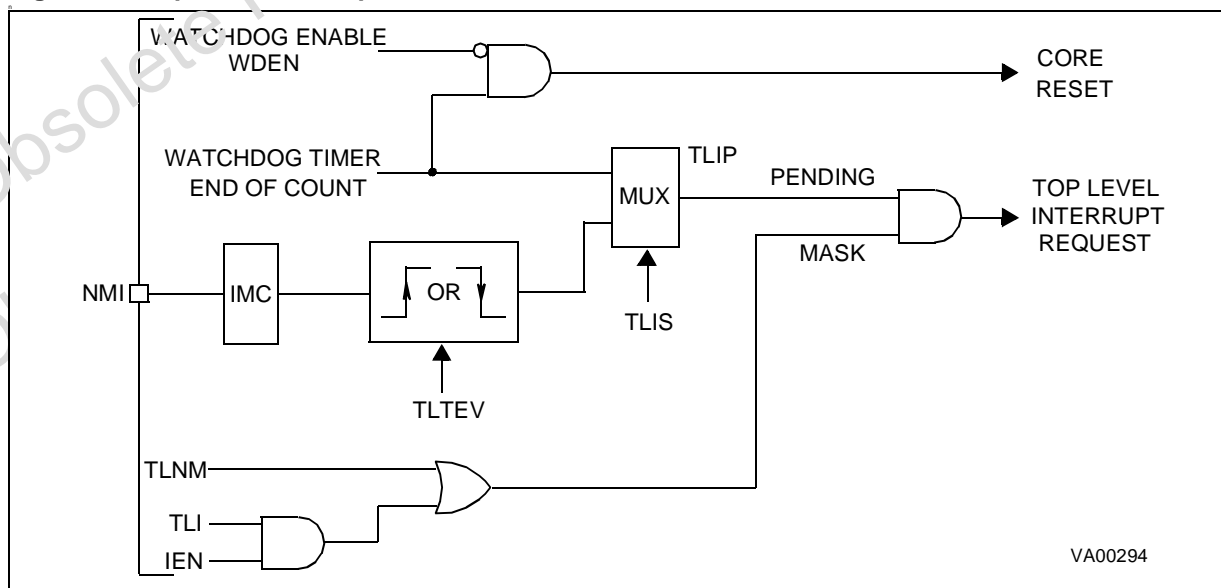 WATCHDOG ENABLE
WDEN
CORE
RESET
WATCHDOG TIMER
END OF COUNT
TLIP
MUX
PENDING
TOP LEVEL
INTERRUPT
REQUEST
MASK
NMI
IMC
OR
TLIS
TLTEV
TLNM
TLI
IEN
VA00294
obsolete